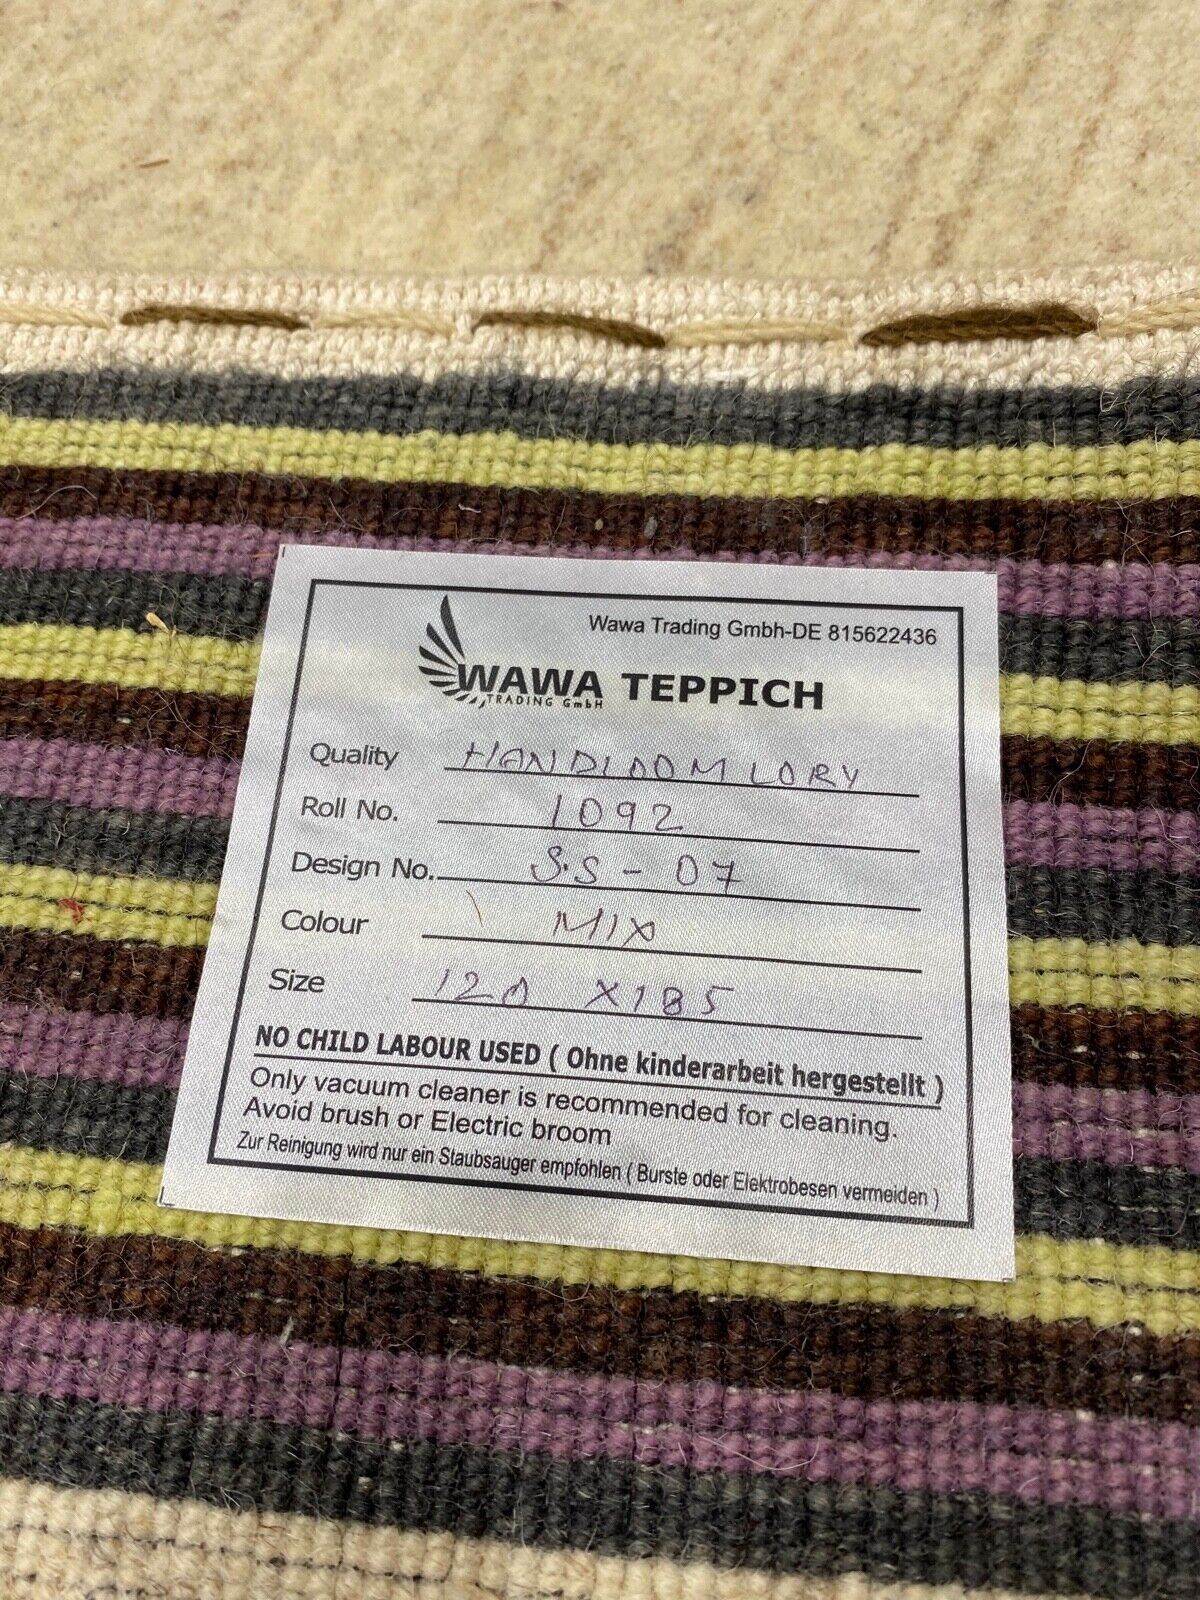 Wawa Trading Gmbh-DE 815622436
WAWA TEPPICH
TRADING GmbH
Quality HANDLOOM LORY
Roll No. 1092
Design No. S.S - 07
Colour MIX
Size 120 X185
NO CHILD LABOUR USED ( Ohne kinderarbeit hergestellt )
Only vacuum cleaner is recommended for cleaning.
Avoid brush or Electric broom
Zur Reinigung wird nur ein Staubsauger empfohlen ( Burste oder Elektrobesen vermeiden )